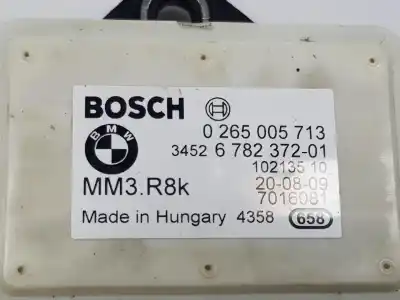 BOSCH
BMW
0 265 005 713
3452 6 782 372-01
102135 10
MM3.R8k
20-08-09
7016081
Made in Hungary 4358 658